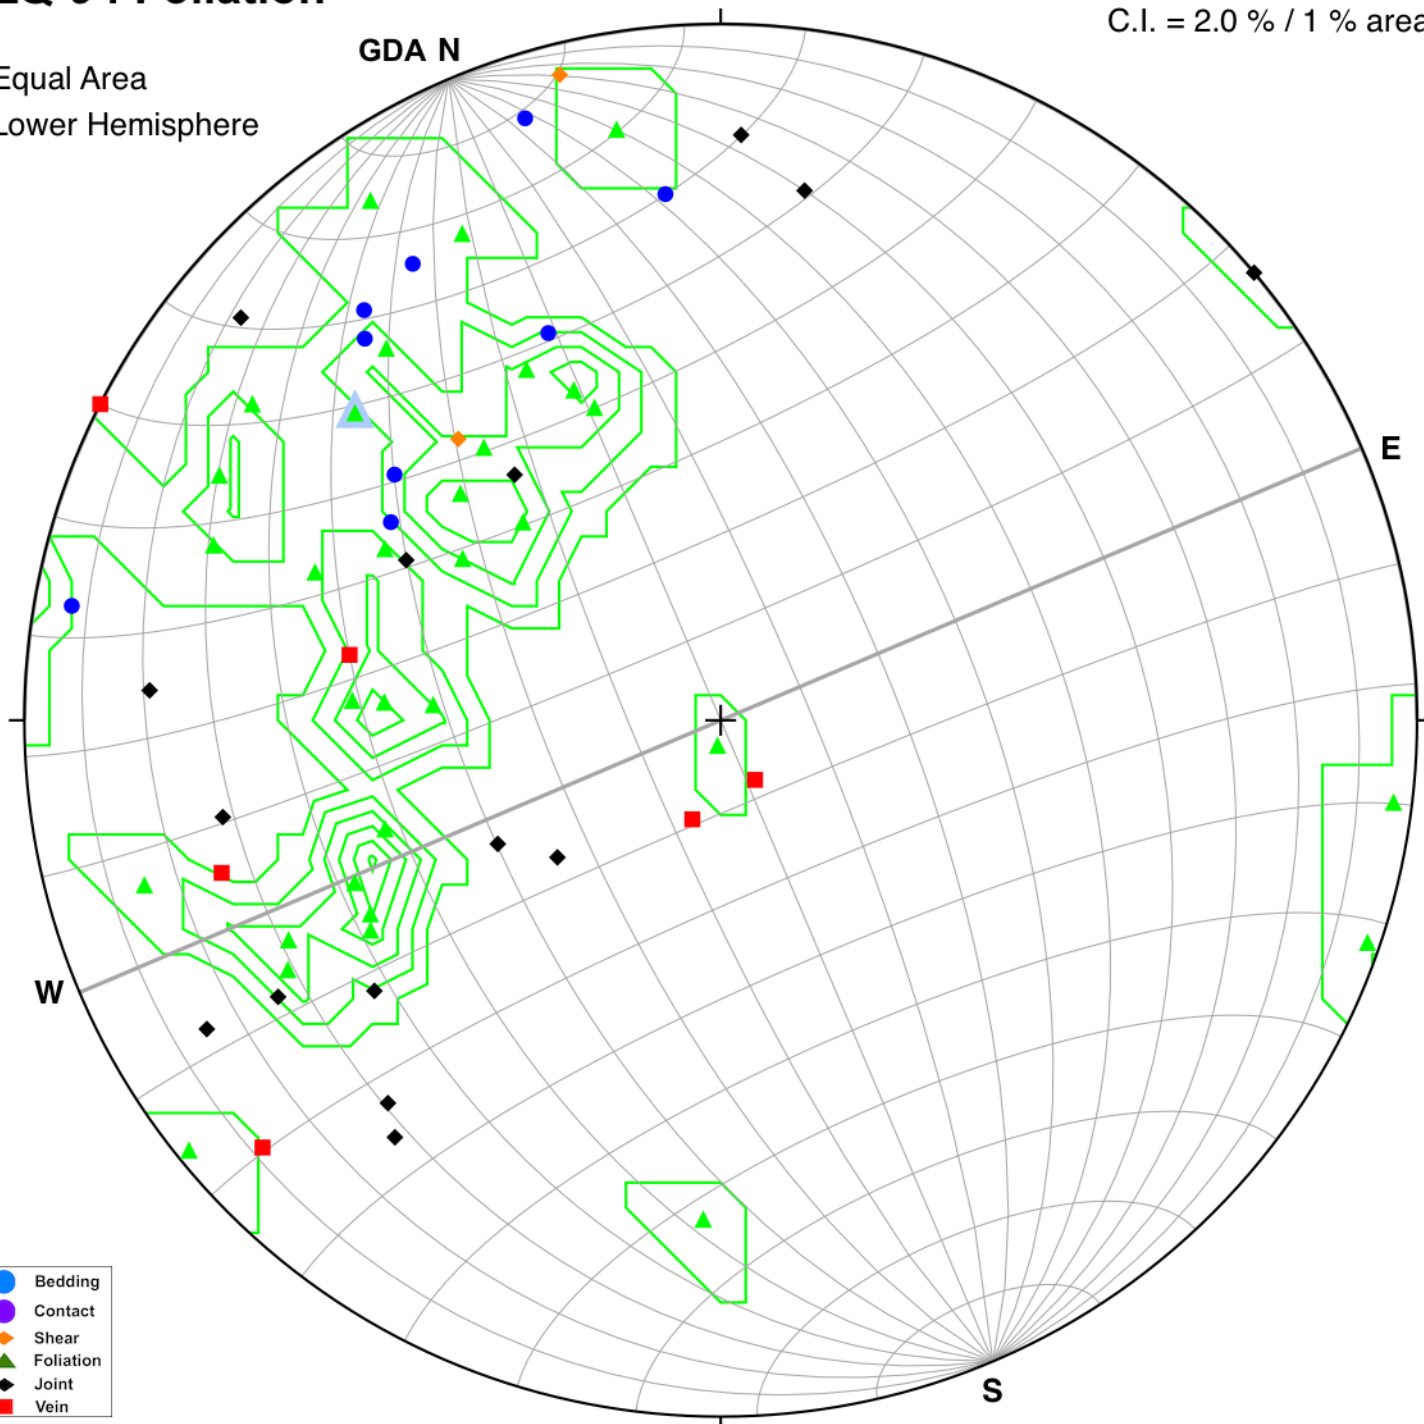 GDA N
C.I. = 2.0 % / 1 % area
Equal Area
Lower Hemisphere
E
W
S
Bedding
Contact
Shear
Foliation
Joint
Vein